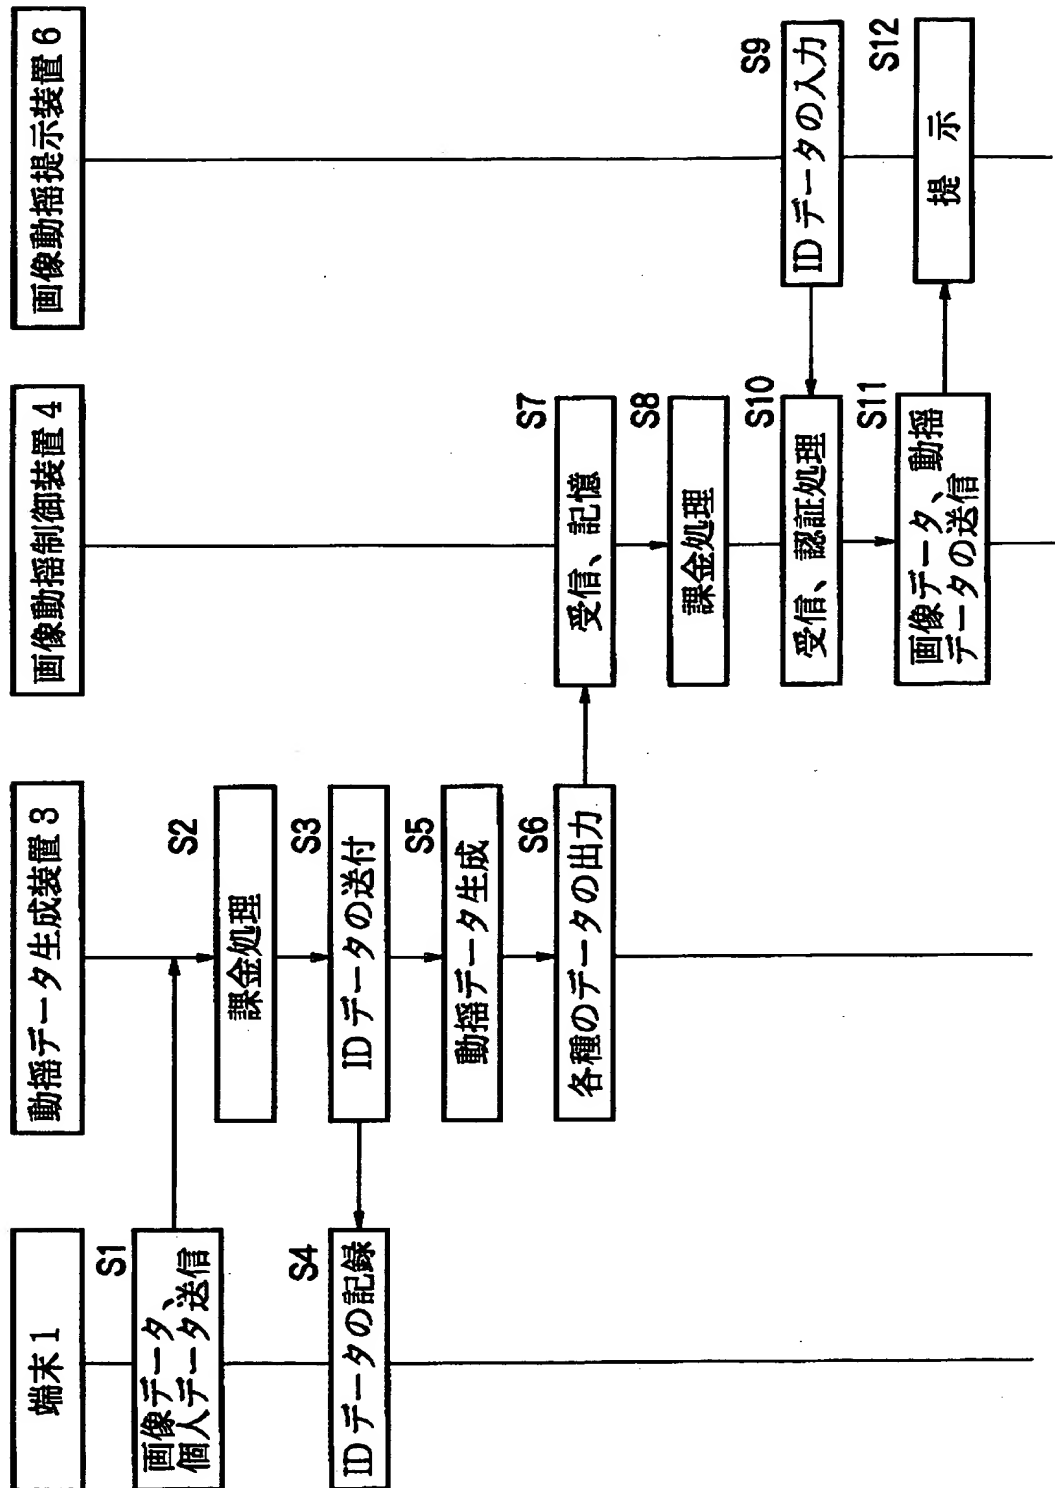 端末1
動揺データ生成装置3
画像動揺制御装置4
画像動揺提示装置6
S1
画像データ、
個人データ送信
S2
課金処理
S3
IDデータの送付
S4
IDデータの記録
S5
動揺データ生成
S6
各種のデータの出力
S7
受信、記憶
S8
課金処理
S9
IDデータの入力
S10
受信、認証処理
S11
画像データ、動揺
データの送信
S12
提示